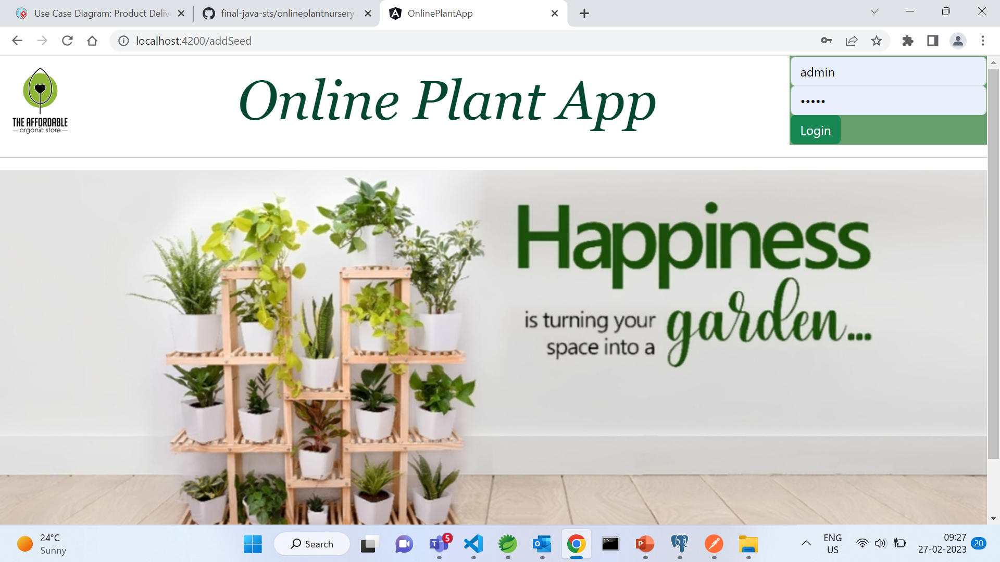 Use Case Diagram: Product Deliv
final-java-sts/onlineplantnursery
OnlinePlantApp
localhost:4200/addSeed
THE AFFORDABLE
organic store
Online Plant App
admin
•••••
Login
Happiness
is turning your
space into a
garden...
24°C
Sunny
Search
5
ENG
US
09:27
27-02-2023
20